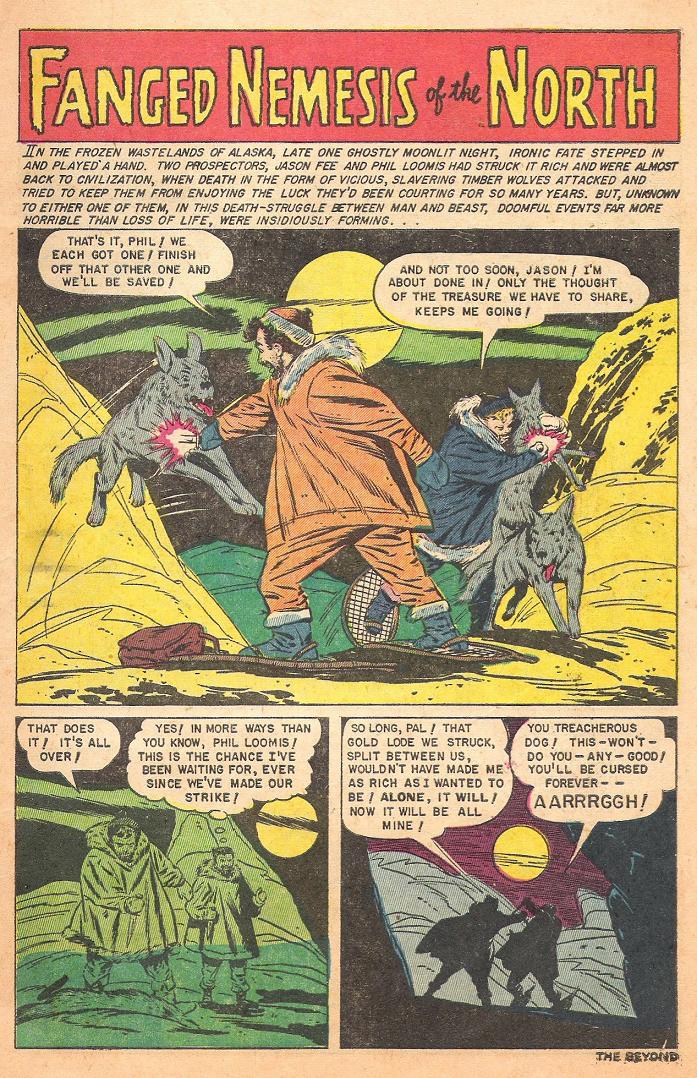 FANGED NEMESIS of the NORTH
IN THE FROZEN WASTELANDS OF ALASKA, LATE ONE GHOSTLY MOONLIT NIGHT, IRONIC FATE STEPPED IN
AND PLAYED A HAND. TWO PROSPECTORS, JASON FEE AND PHIL LOOMIS HAD STRUCK IT RICH AND WERE ALMOST
BACK TO CIVILIZATION, WHEN DEATH IN THE FORM OF VICIOUS, SLAVERING TIMBER WOLVES ATTACKED AND
TRIED TO KEEP THEM FROM ENJOYING THE LUCK THEY'D BEEN COURTING FOR SO MANY YEARS. BUT, UNKNOWN
TO EITHER ONE OF THEM, IN THIS DEATH-STRUGGLE BETWEEN MAN AND BEAST, DOOMFUL EVENTS FAR MORE
HORRIBLE THAN LOSS OF LIFE, WERE INSIDIOUSLY FORMING. . .
THAT'S IT, PHIL! WE
EACH GOT ONE! FINISH
OFF THAT OTHER ONE AND
WE'LL BE SAVED!
AND NOT TOO SOON, JASON! I'M
ABOUT DONE IN! ONLY THE THOUGHT
OF THE TREASURE WE HAVE TO SHARE,
KEEPS ME GOING!
THAT DOES
IT! IT'S ALL
OVER!
YES! IN MORE WAYS THAN
YOU KNOW, PHIL LOOMIS!
THIS IS THE CHANCE I'VE
BEEN WAITING FOR, EVER
SINCE WE'VE MADE OUR
STRIKE!
SO LONG, PAL! THAT
GOLD LODE WE STRUCK,
SPLIT BETWEEN US,
WOULDN'T HAVE MADE ME
AS RICH AS I WANTED TO
BE! ALONE, IT WILL!
NOW IT WILL BE ALL
MINE!
YOU TREACHEROUS
DOG! THIS-WON'T-
DO YOU-ANY-GOOD!
YOU'LL BE CURSED
FOREVER--
AARRRGGH!
THE BEYOND